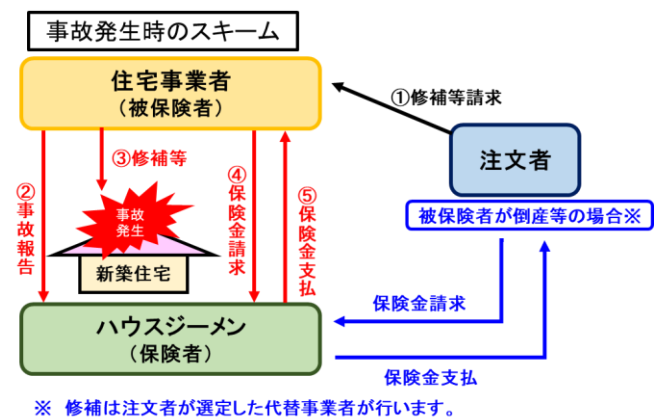 事故発生時のスキーム
住宅事業者
（被保険者）
①修補等請求
注文者
被保険者が倒産等の場合※
②事故報告
③修補等
事故
発生
新築住宅
④保険金請求
⑤保険金支払
ハウスジーメン
（保険者）
保険金請求
保険金支払
※ 修補は注文者が選定した代替事業者が行います。